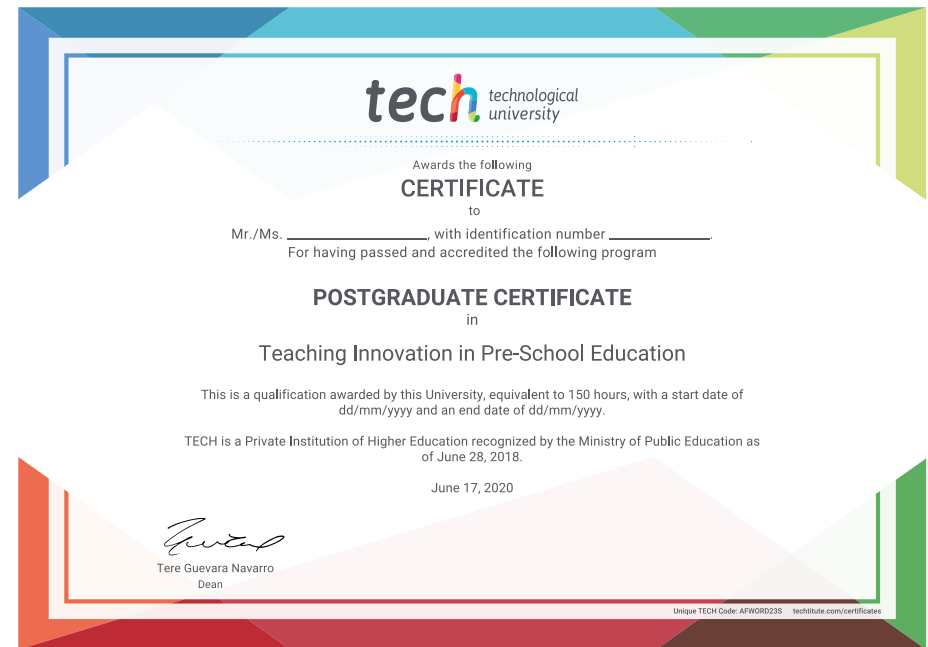 tech technological
university
Awards the following
CERTIFICATE
to
Mr./Ms. ____________________, with identification number ______________.
For having passed and accredited the following program
POSTGRADUATE CERTIFICATE
in
Teaching Innovation in Pre-School Education
This is a qualification awarded by this University, equivalent to 150 hours, with a start date of
dd/mm/yyyy and an end date of dd/mm/yyyy.
TECH is a Private Institution of Higher Education recognized by the Ministry of Public Education as
of June 28, 2018.
June 17, 2020
Tere Guevara Navarro
Dean
Unique TECH Code: AFWORD23S techtitute.com/certificates